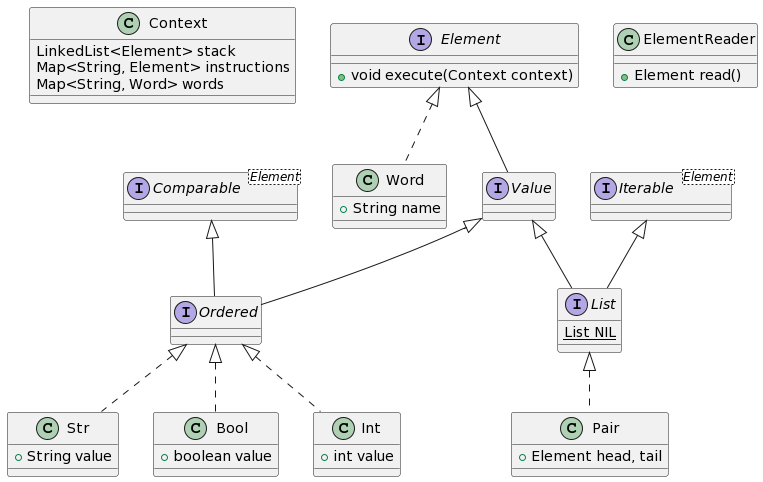 C Context
LinkedList<Element> stack
Map<String, Element> instructions
Map<String, Word> words
I Element
void execute(Context context)
C ElementReader
Element read()
I Comparable Element
C Word
String name
I Value
I Iterable Element
I Ordered
I List
List NIL
C Str
String value
C Bool
boolean value
C Int
int value
C Pair
Element head, tail